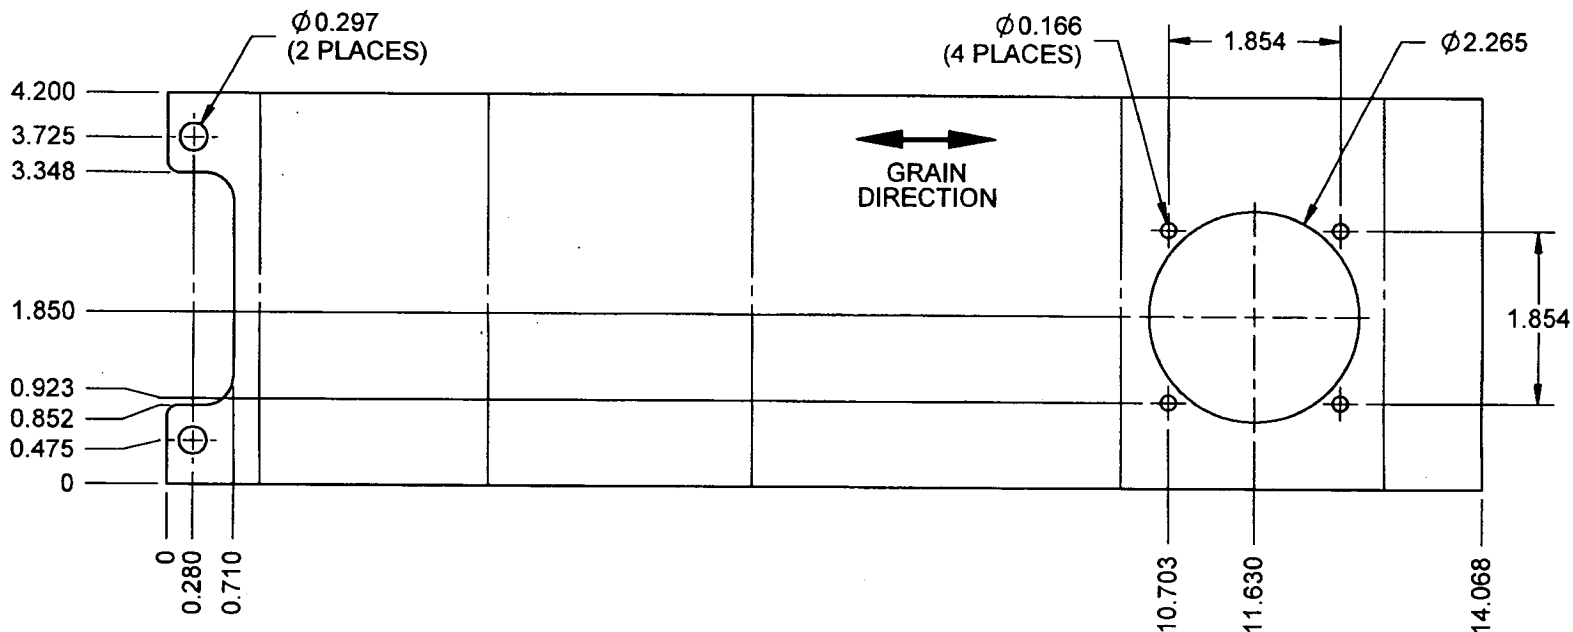 Ø0.297
(2 PLACES)
Ø0.166
(4 PLACES)
1.854
Ø2.265
4.200
3.725
3.348
GRAIN
DIRECTION
1.850
1.854
0.923
0.852
0.475
0
0
0.280
0.710
10.703
11.630
14.068